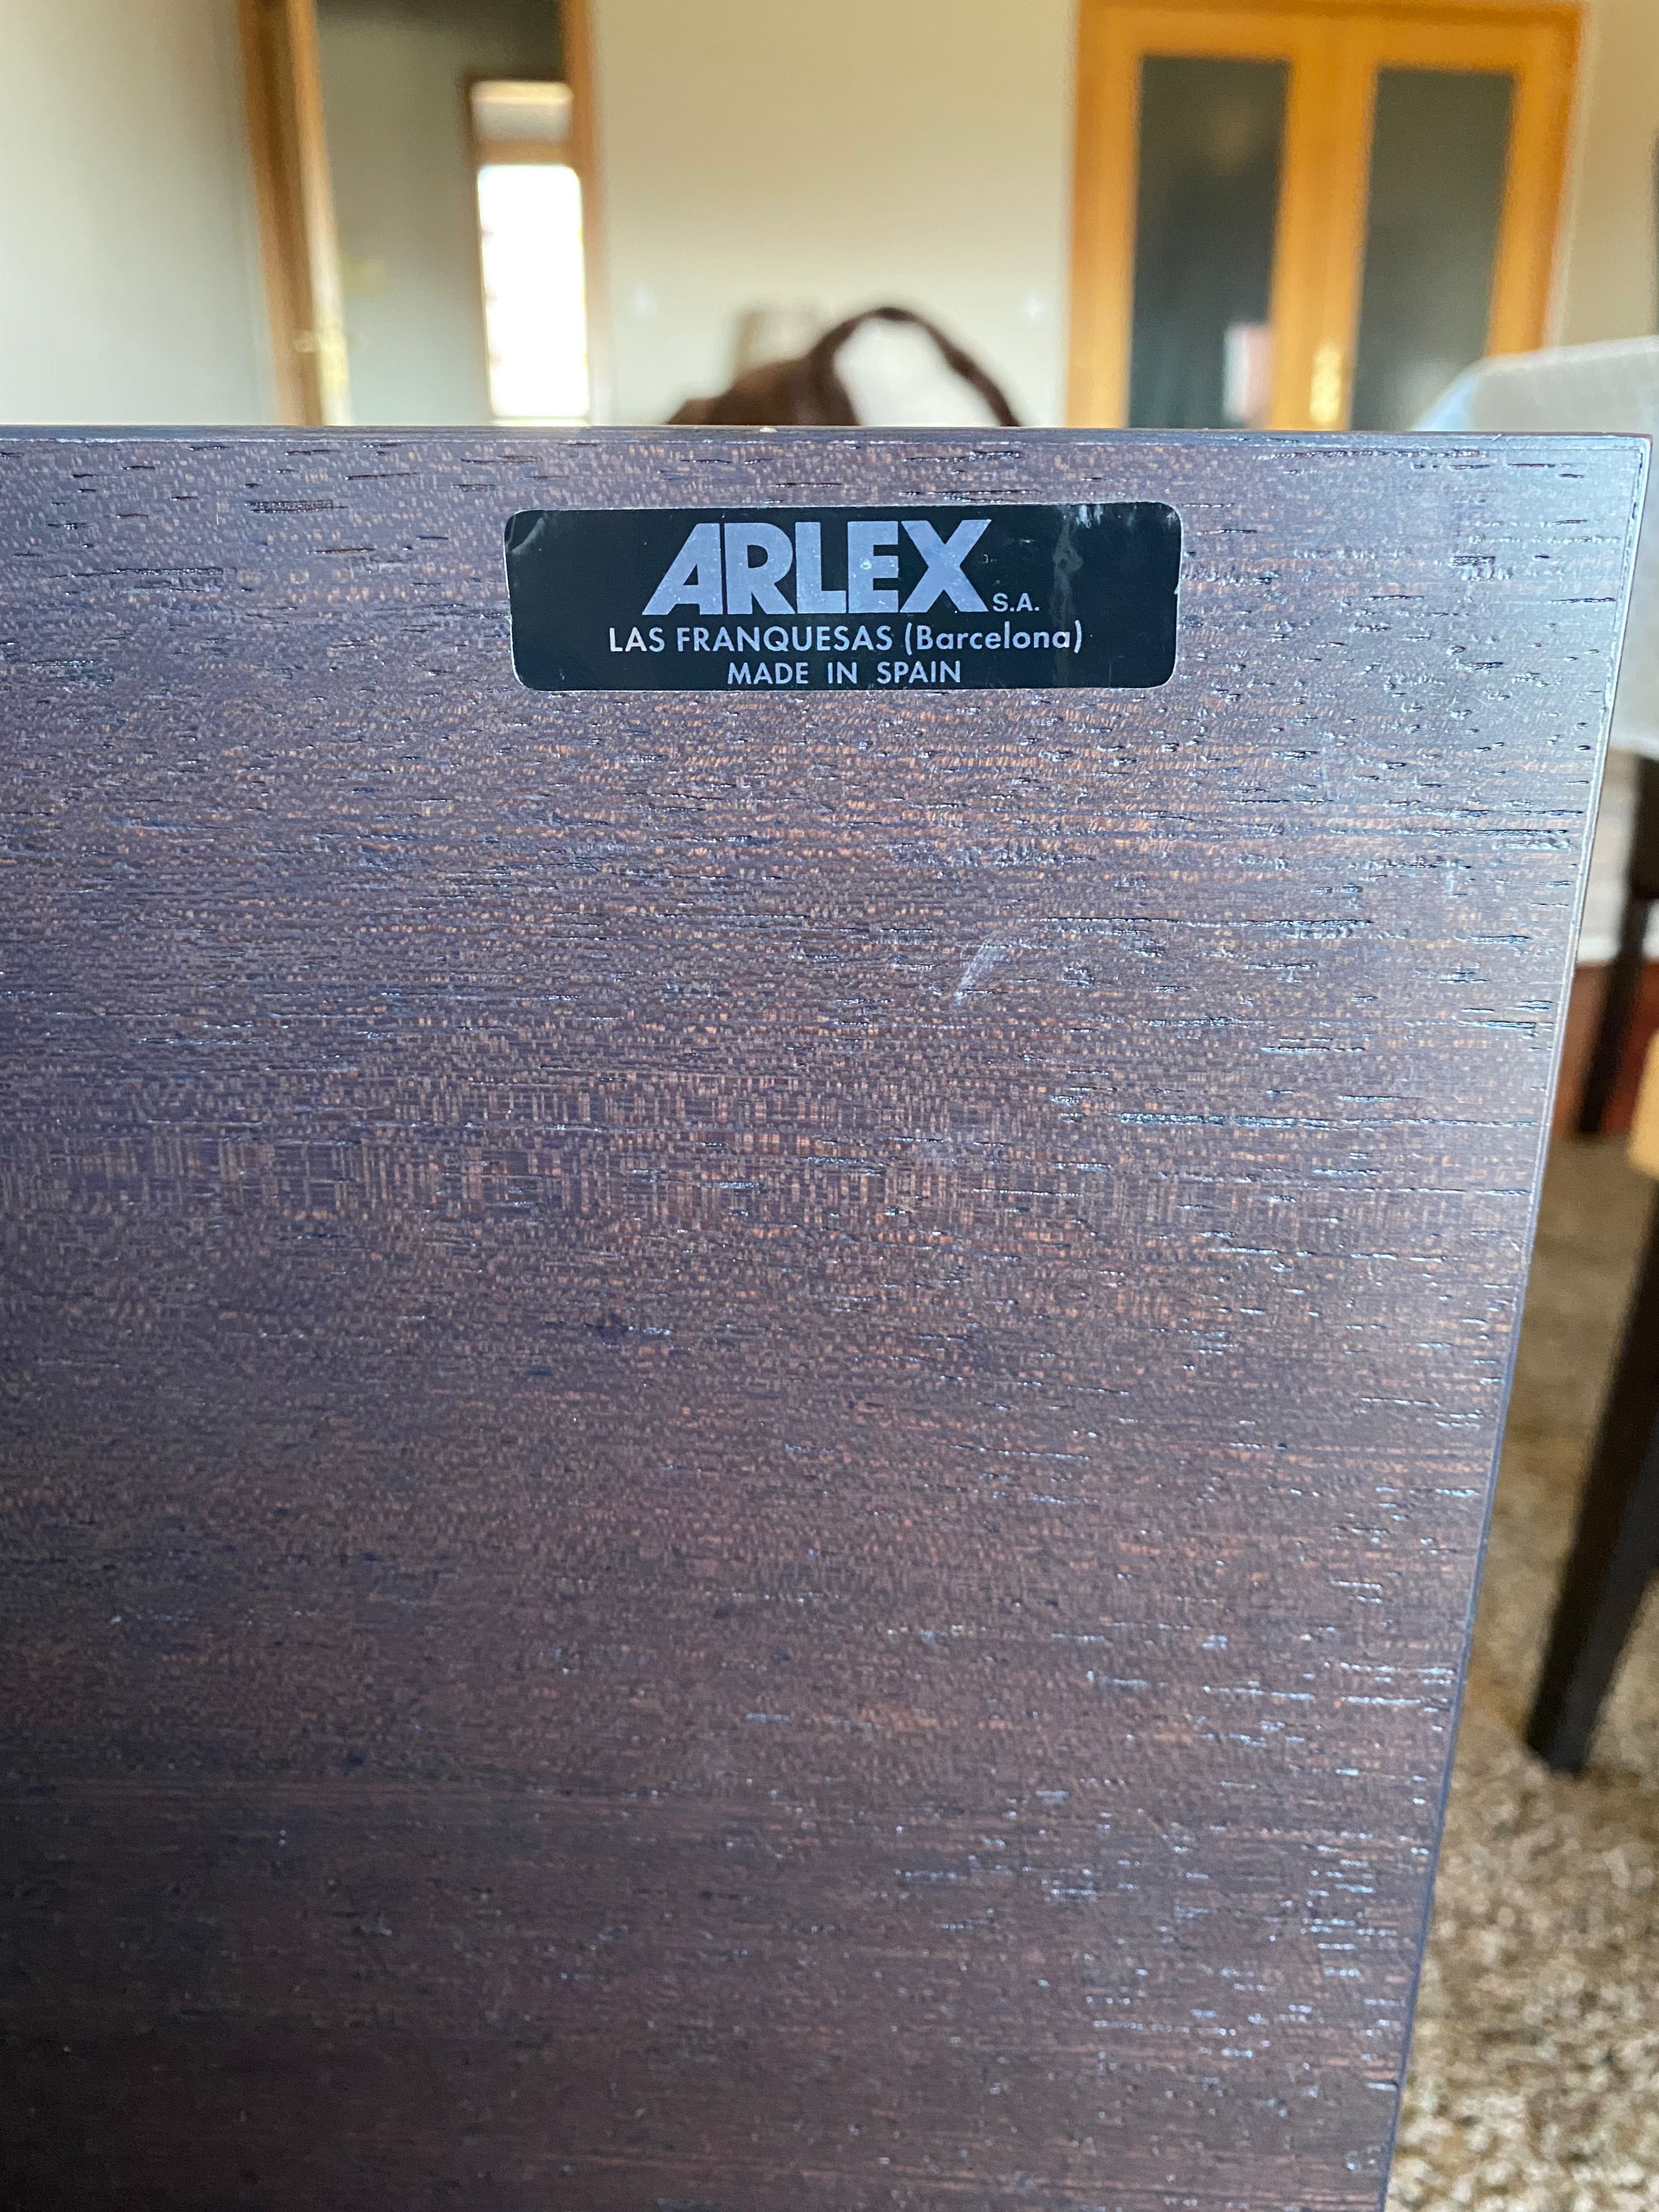 ARLEX S.A.
LAS FRANQUESAS (Barcelona)
MADE IN SPAIN